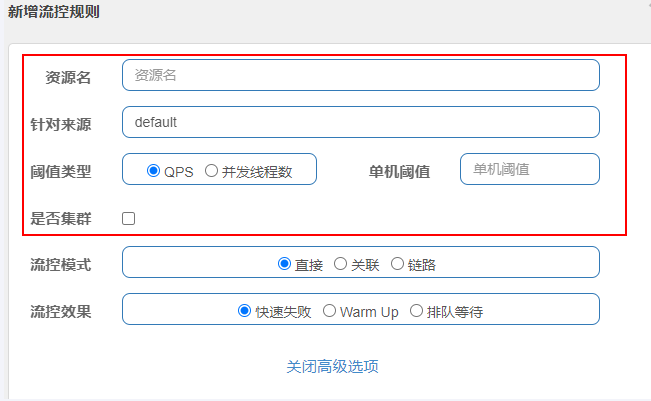 新增流控规则
资源名 资源名
针对来源 default
阈值类型 QPS 并发线程数 单机阈值 单机阈值
是否集群
流控模式 直接 关联 链路
流控效果 快速失败 Warm Up 排队等待
关闭高级选项